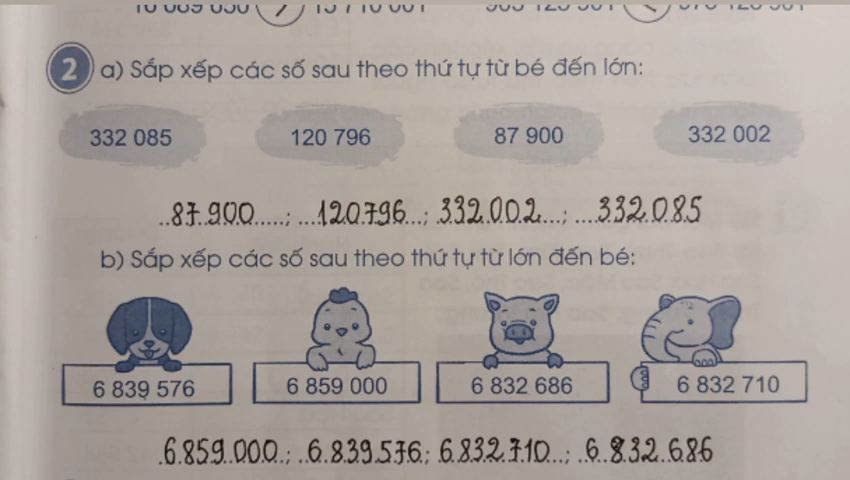 2 a) Sắp xếp các số sau theo thứ tự từ bé đến lớn:
332 085 120 796 87 900 332 002
87 900 ; 120 796 ; 332 002 ; 332 085
b) Sắp xếp các số sau theo thứ tự từ lớn đến bé:
6 839 576 6 859 000 6 832 686 6 832 710
6 859 000 ; 6 839 576 ; 6 832 710 ; 6 832 686